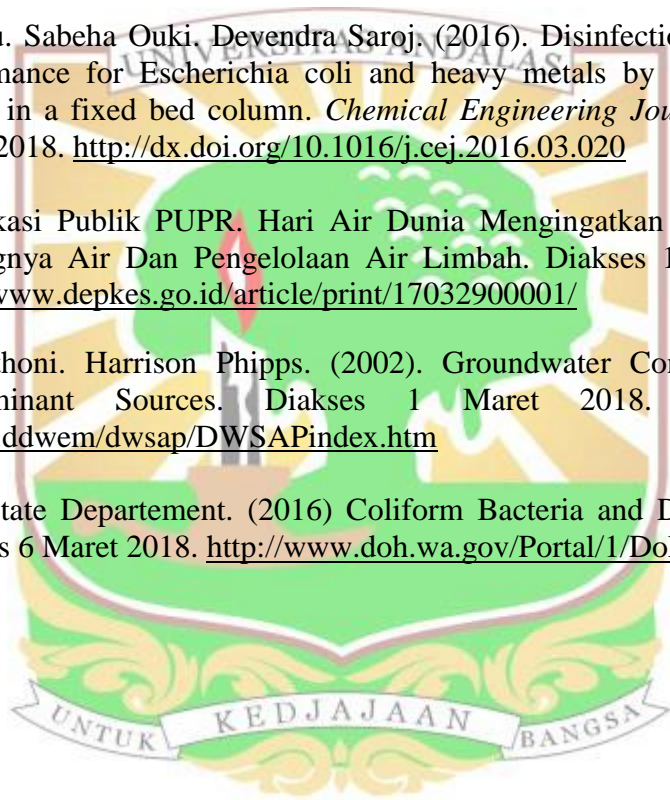 u. Sabeha Ouki. Devendra Saroj. (2016). Disinfectio
mance for Escherichia coli and heavy metals by
in a fixed bed column. Chemical Engineering Jou
2018. http://dx.doi.org/10.1016/j.cej.2016.03.020
kasi Publik PUPR. Hari Air Dunia Mengingatkan
gnya Air Dan Pengelolaan Air Limbah. Diakses 1
www.depkes.go.id/article/print/17032900001/
thoni. Harrison Phipps. (2002). Groundwater Con
minant Sources. Diakses 1 Maret 2018.
ddwem/dwsap/DWSAPindex.htm
tate Departement. (2016) Coliform Bacteria and D
s 6 Maret 2018. http://www.doh.wa.gov/Portal/1/Dol
UNIVERSITAS ANDALAS
UNTUK KEDJAJAAN BANGSA